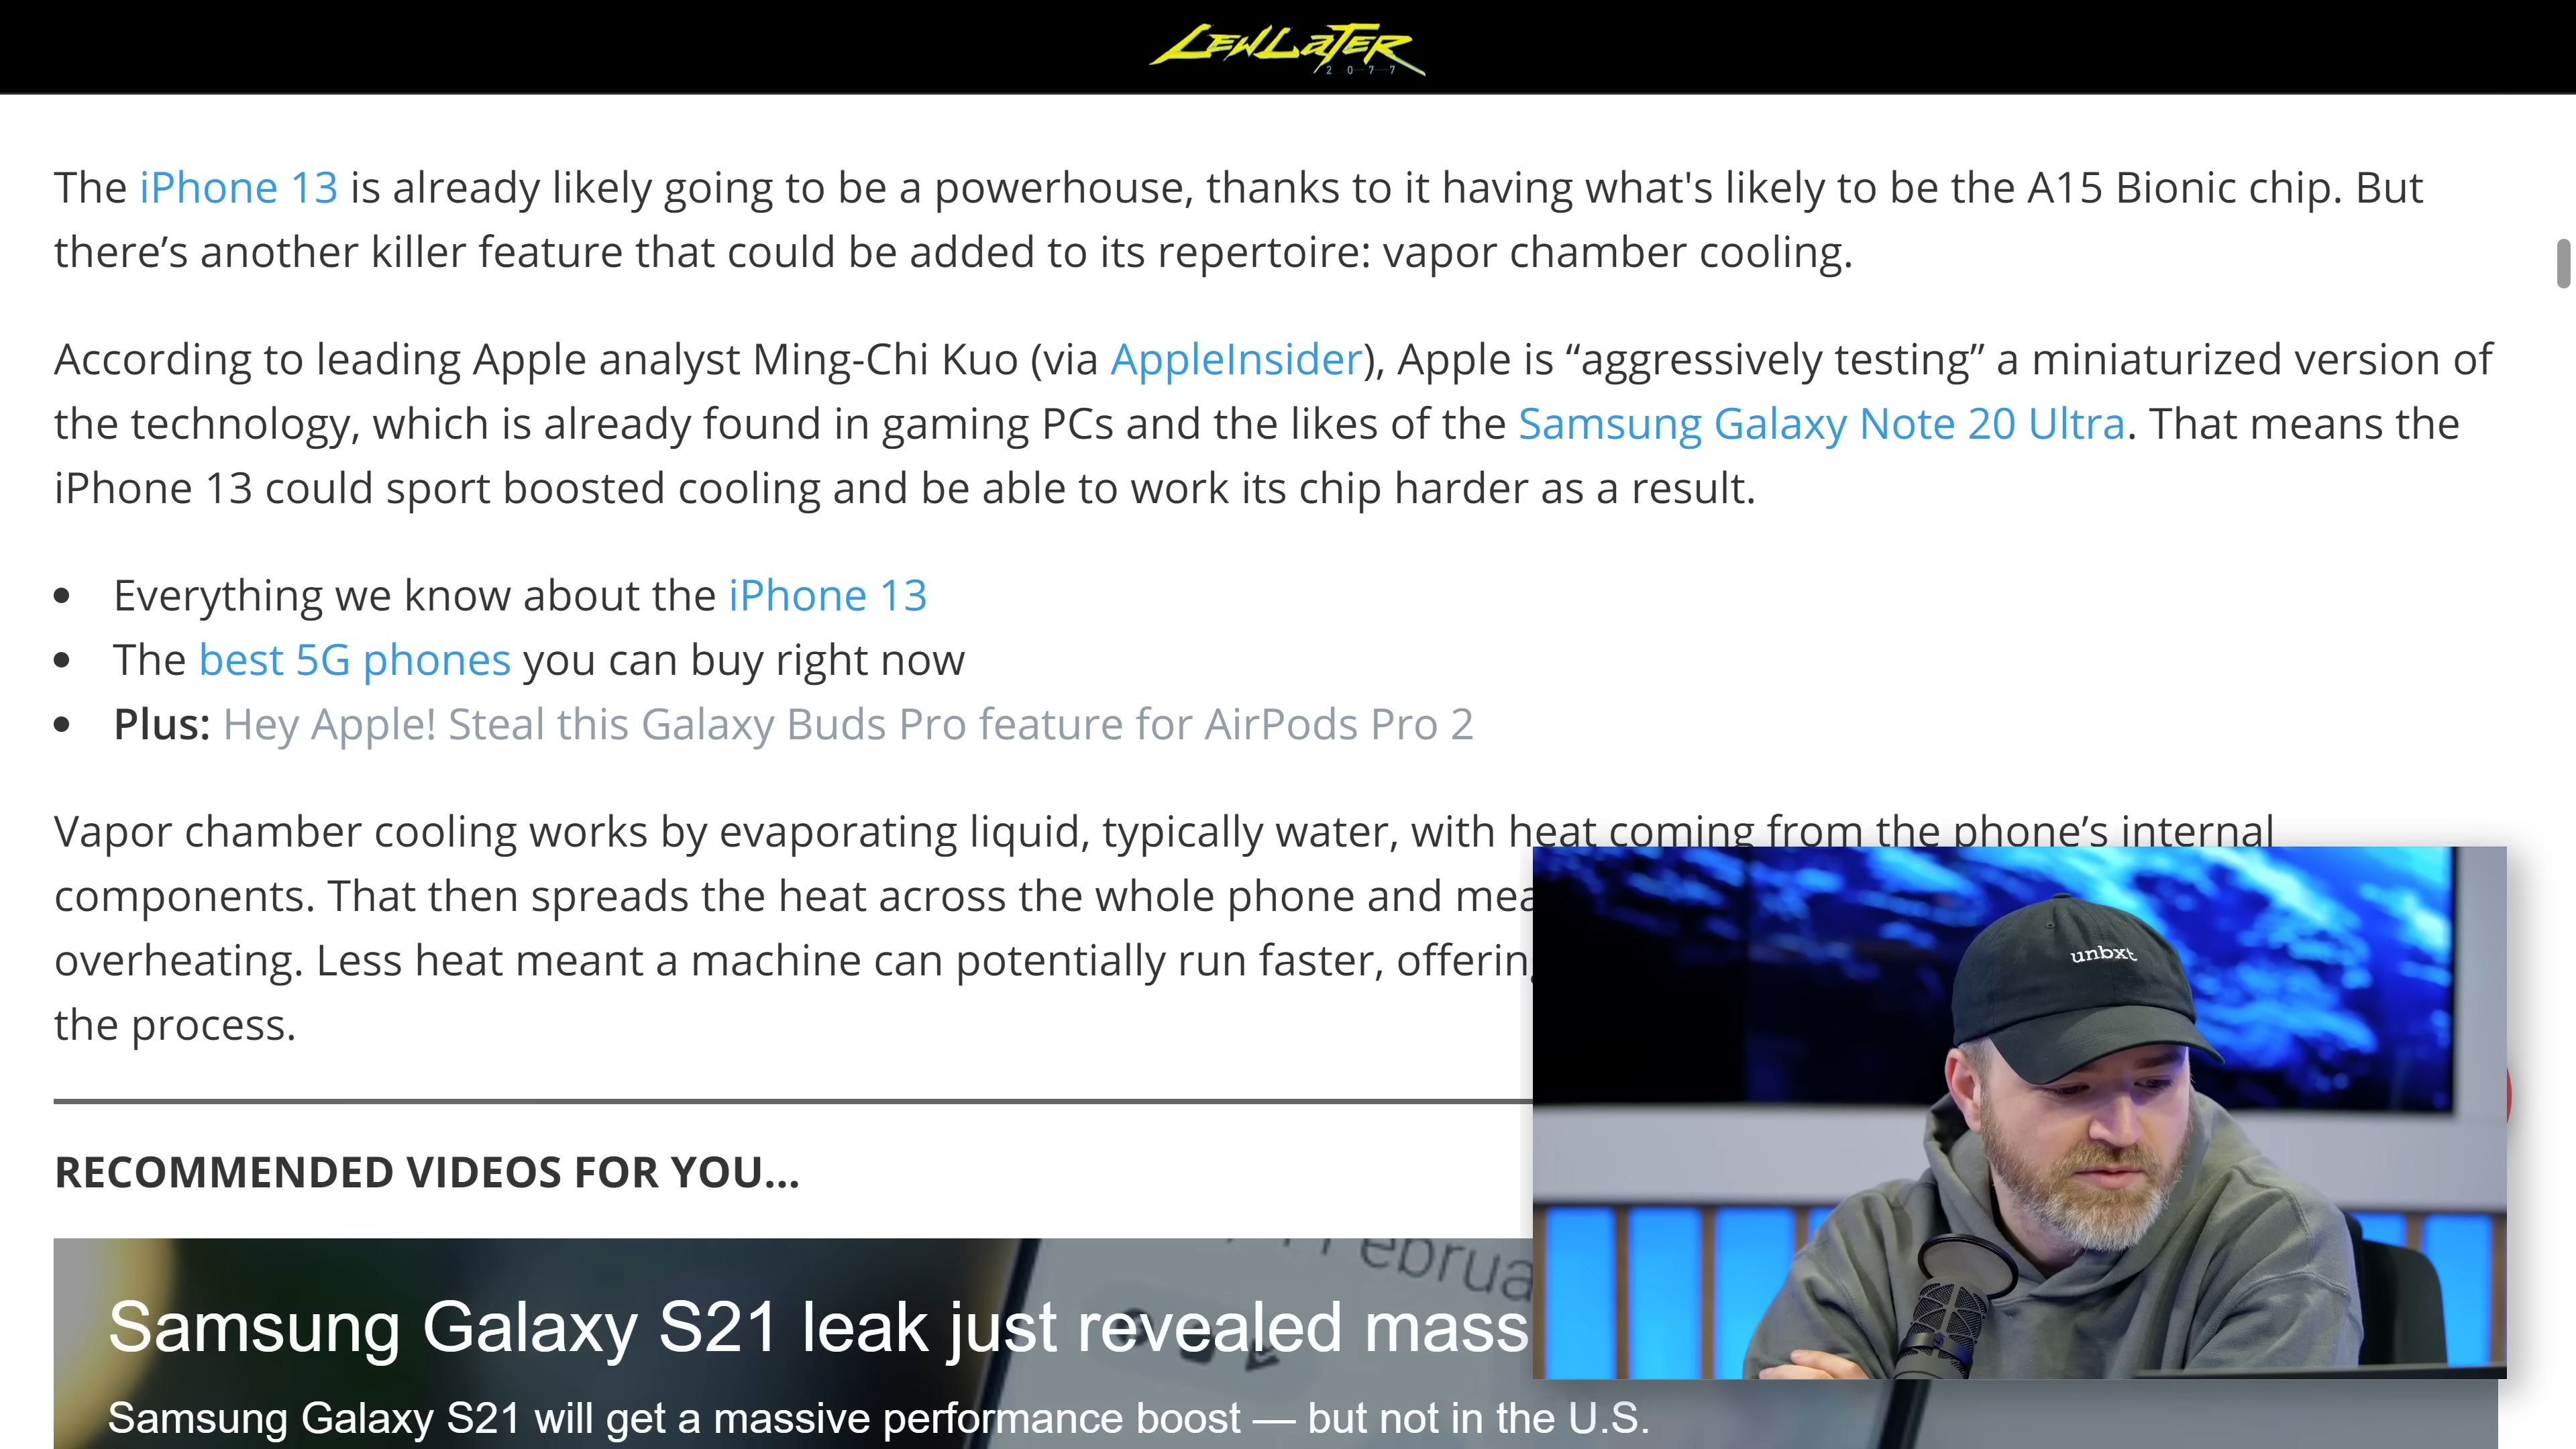 LEWLATER
2077
The iPhone 13 is already likely going to be a powerhouse, thanks to it having what's likely to be the A15 Bionic chip. But
there’s another killer feature that could be added to its repertoire: vapor chamber cooling.
According to leading Apple analyst Ming-Chi Kuo (via AppleInsider), Apple is “aggressively testing” a miniaturized version of
the technology, which is already found in gaming PCs and the likes of the Samsung Galaxy Note 20 Ultra. That means the
iPhone 13 could sport boosted cooling and be able to work its chip harder as a result.
• Everything we know about the iPhone 13
• The best 5G phones you can buy right now
• Plus: Hey Apple! Steal this Galaxy Buds Pro feature for AirPods Pro 2
Vapor chamber cooling works by evaporating liquid, typically water, with heat coming from the phone’s internal
components. That then spreads the heat across the whole phone and
overheating. Less heat meant a machine can potentially run faster,
the process.
unbxt
RECOMMENDED VIDEOS FOR YOU...
Samsung Galaxy S21 leak just revealed mass
Samsung Galaxy S21 will get a massive performance boost — but not in the U.S.